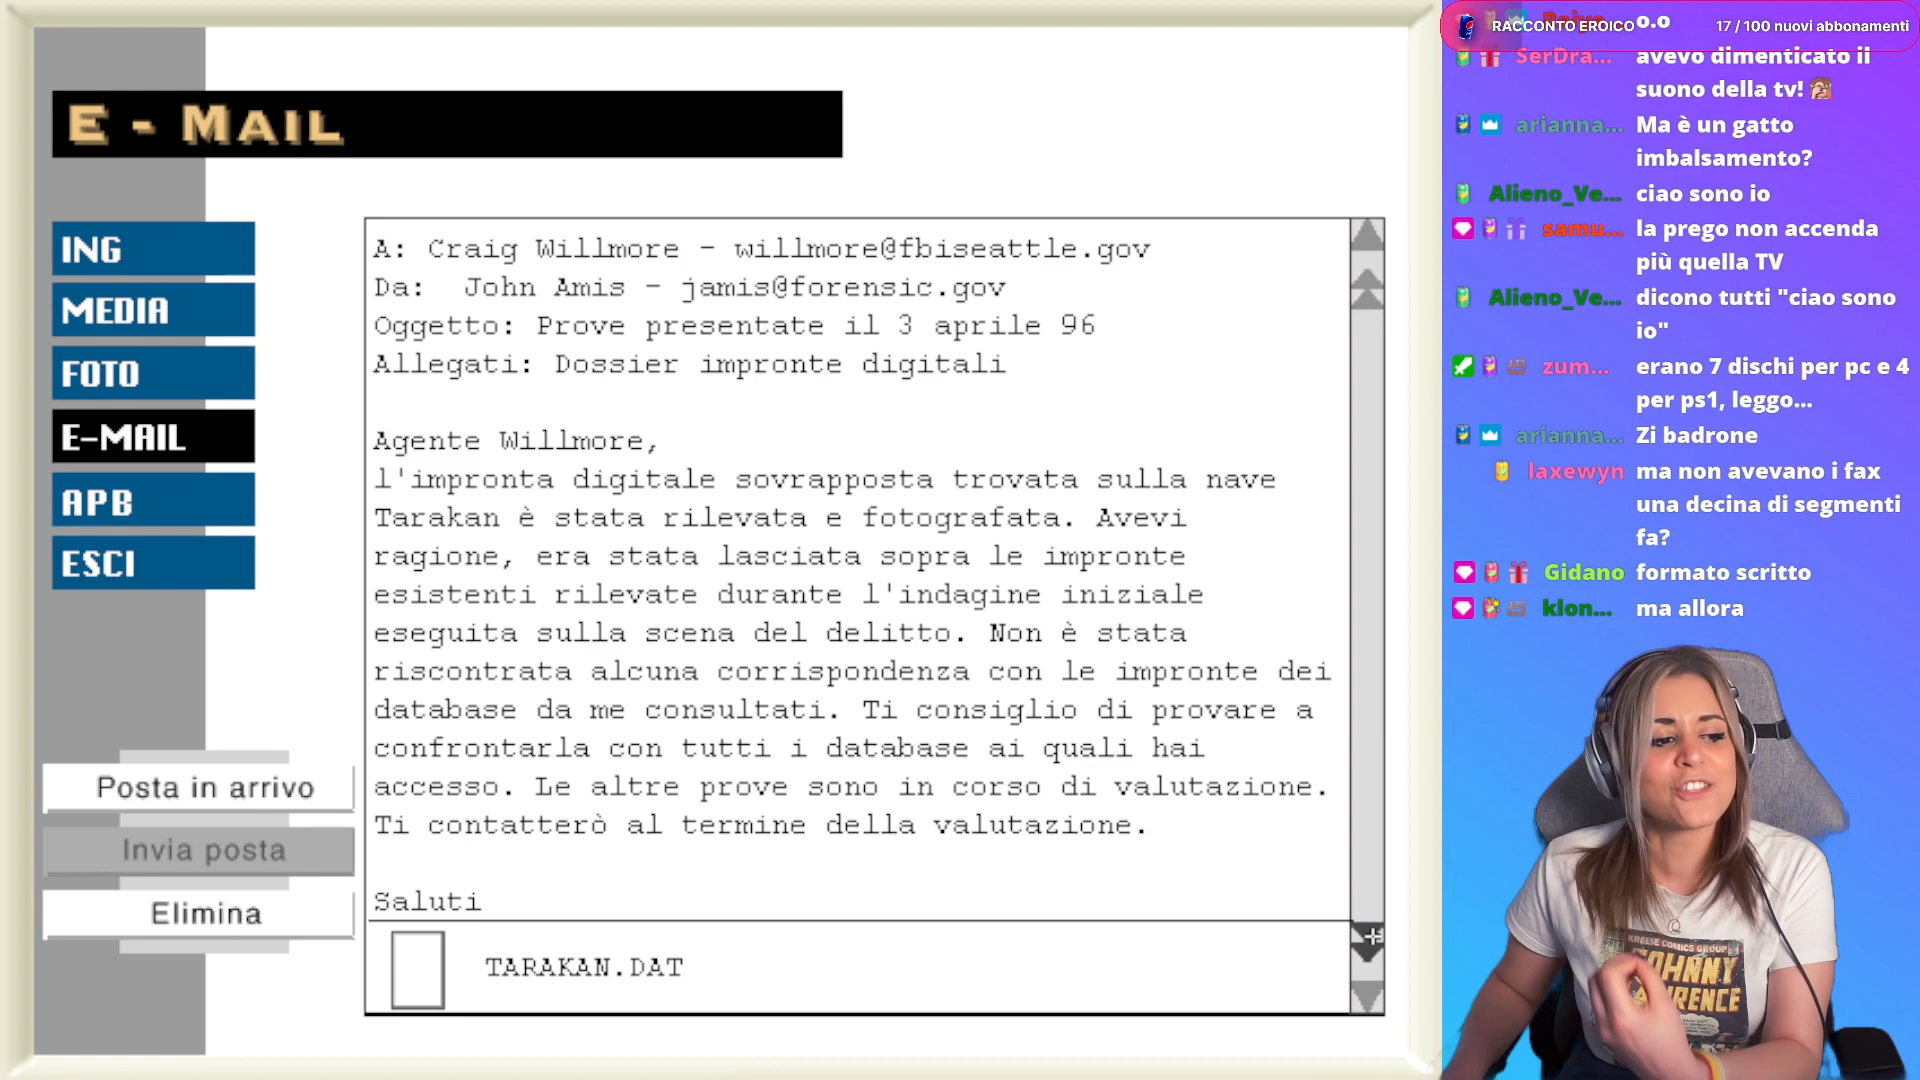 E - MAIL
ING
MEDIA
FOTO
E-MAIL
APB
ESCI
Posta in arrivo
Invia posta
Elimina
A: Craig Willmore - willmore@fbiseattle.gov
Da: John Amis - jamis@forensic.gov
Oggetto: Prove presentate il 3 aprile 96
Allegati: Dossier impronte digitali
Agente Willmore,
l'impronta digitale sovrapposta trovata sulla nave
Tarakan è stata rilevata e fotografata. Avevi
ragione, era stata lasciata sopra le impronte
esistenti rilevate durante l'indagine iniziale
eseguita sulla scena del delitto. Non è stata
riscontrata alcuna corrispondenza con le impronte dei
database da me consultati. Ti consiglio di provare a
confrontarla con tutti i database ai quali hai
accesso. Le altre prove sono in corso di valutazione.
Ti contatterò al termine della valutazione.
Saluti
TARAKAN.DAT
RACCONTO EROICO 17 / 100 nuovi abbonamenti
o.o
SerDra... avevo dimenticato il
suono della tv!
arianna... Ma è un gatto
imbalsamento?
Alieno_Ve... ciao sono io
samu... la prego non accenda
più quella TV
Alieno_Ve... dicono tutti "ciao sono
io"
zum... erano 7 dischi per pc e 4
per ps1, leggo...
arianna... Zi badrone
laxewyn ma non avevano i fax
una decina di segmenti
fa?
Gidano formato scritto
klon... ma allora
KREESE COMICS GROUP
JOHNNY